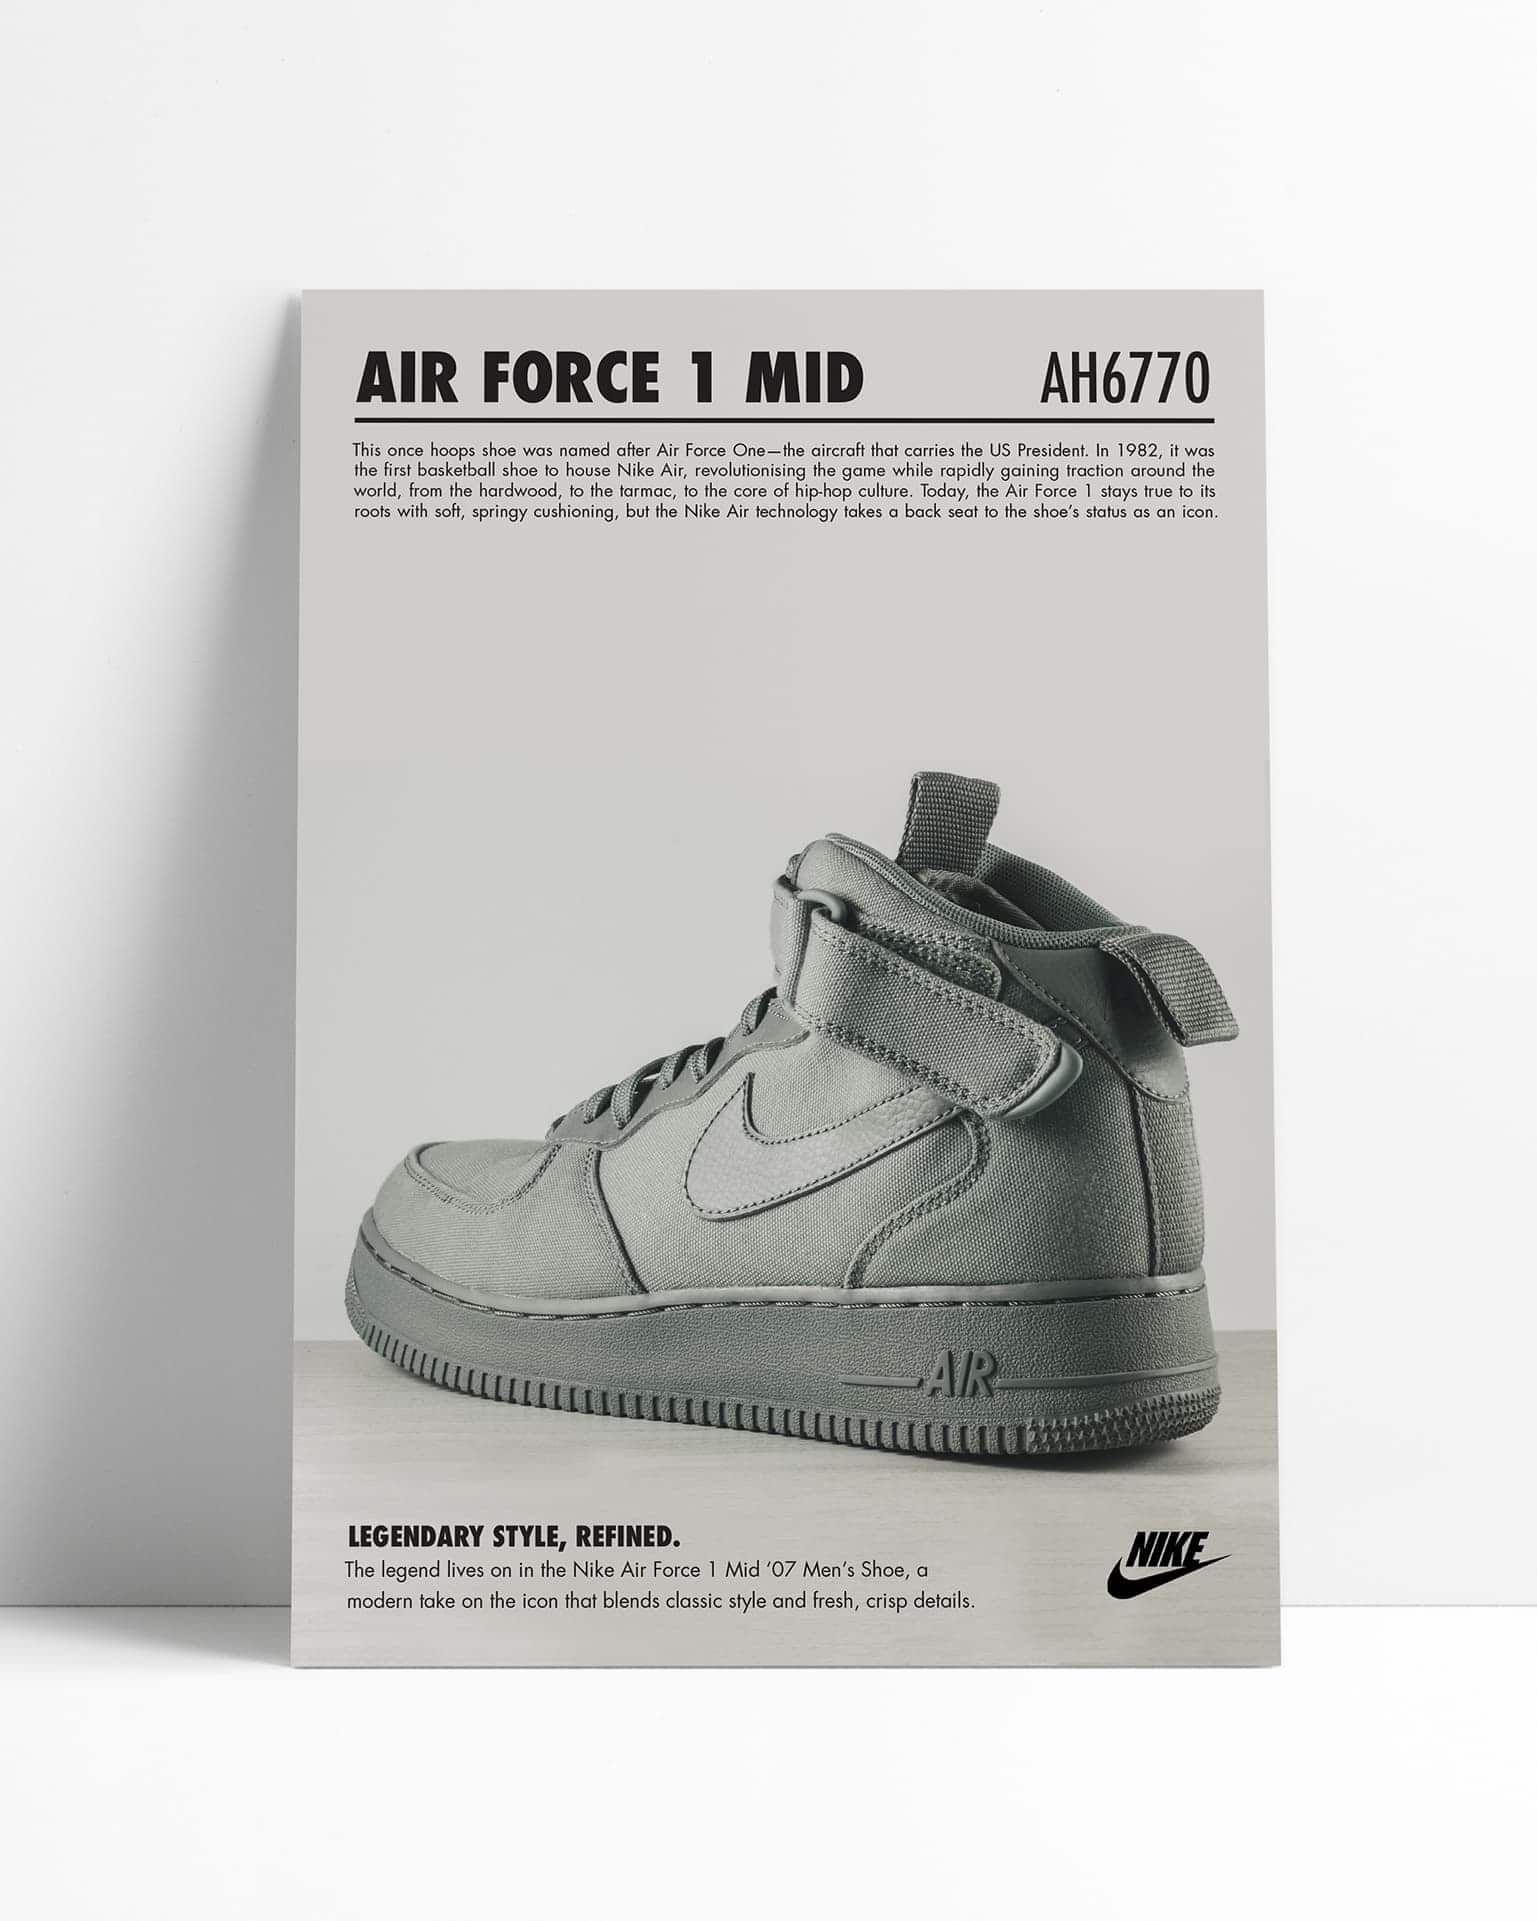 AIR FORCE 1 MID AH6770
This once hoops shoe was named after Air Force One—the aircraft that carries the US President. In 1982, it was
the first basketball shoe to house Nike Air, revolutionising the game while rapidly gaining traction around the
world, from the hardwood, to the tarmac, to the core of hip-hop culture. Today, the Air Force 1 stays true to its
roots with soft, springy cushioning, but the Nike Air technology takes a back seat to the shoe’s status as an icon.
AIR
LEGENDARY STYLE, REFINED.
The legend lives on in the Nike Air Force 1 Mid ‘07 Men’s Shoe, a
modern take on the icon that blends classic style and fresh, crisp details.
NIKE